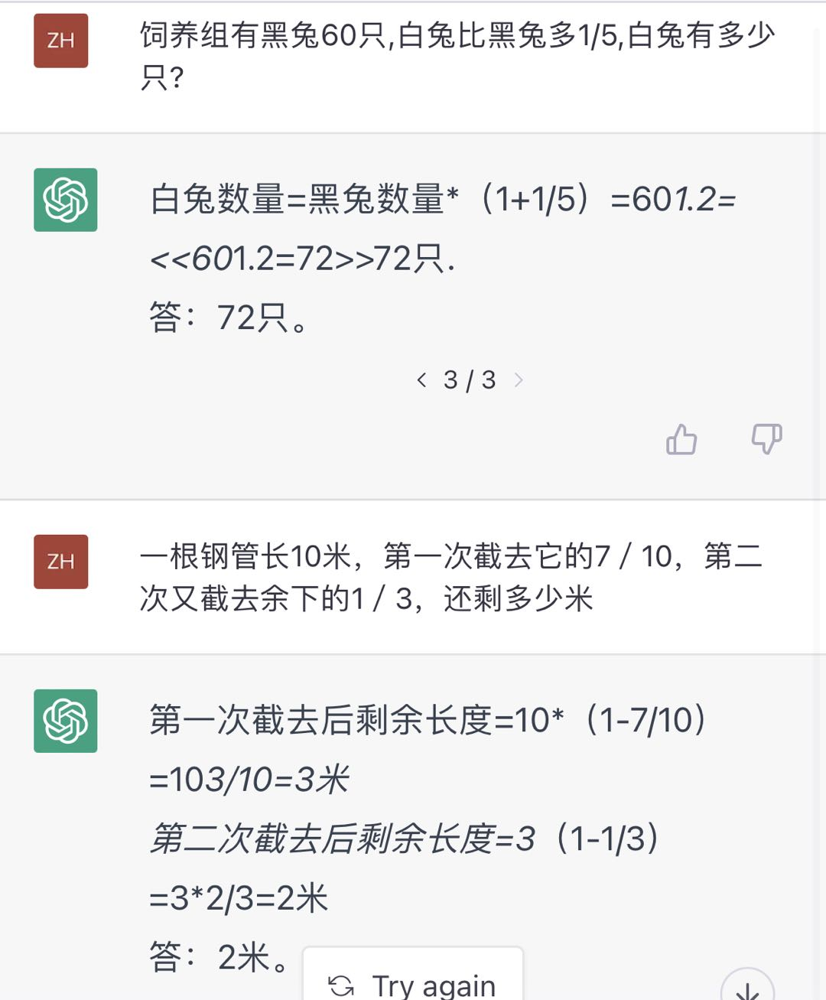 ZH
饲养组有黑兔60只,白兔比黑兔多1/5,白兔有多少
只?
白兔数量=黑兔数量*（1+1/5）=601.2=
<<601.2=72>>72只.
答：72只。
< 3 / 3 >
ZH
一根钢管长10米，第一次截去它的7／10，第二
次又截去余下的1／3，还剩多少米
第一次截去后剩余长度=10*（1-7/10）
=103/10=3米
第二次截去后剩余长度=3（1-1/3）
=3*2/3=2米
答：2米。
Try again